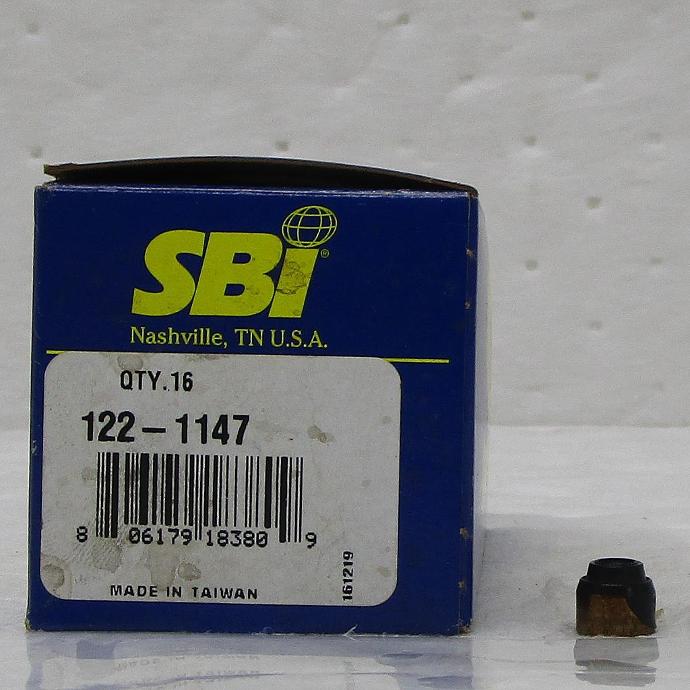 SBI®
Nashville, TN U.S.A.
QTY.16
122-1147
8 06179 18380 9
161219
MADE IN TAIWAN